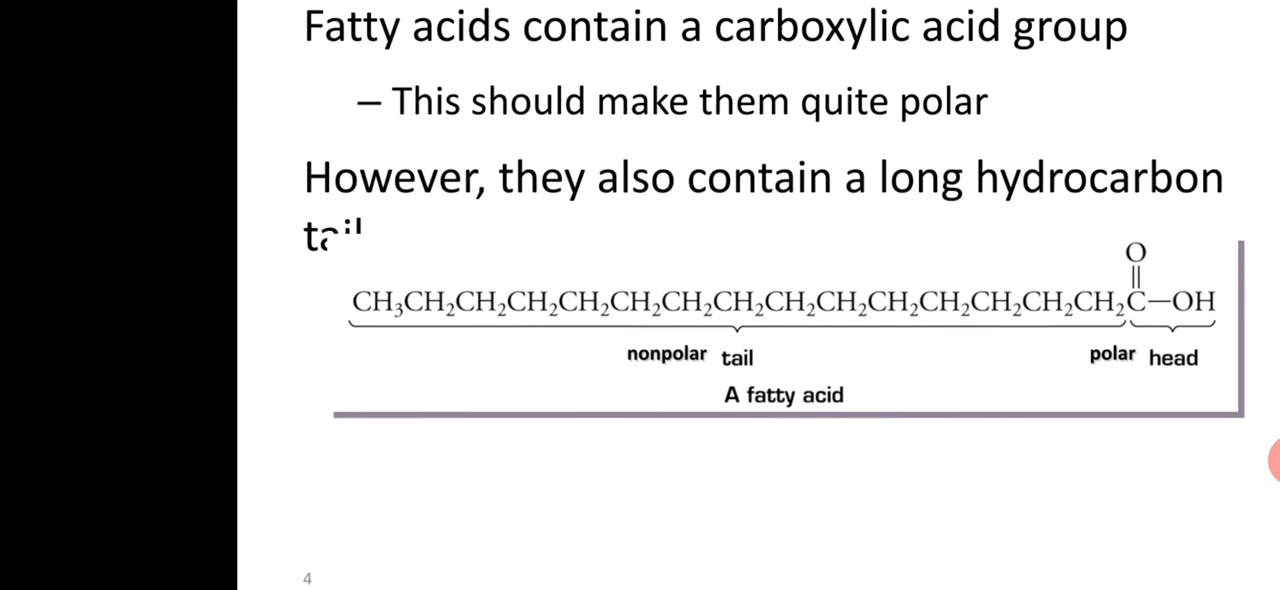 Fatty acids contain a carboxylic acid group
– This should make them quite polar
However, they also contain a long hydrocarbon
tail
O
CH₃CH₂CH₂CH₂CH₂CH₂CH₂CH₂CH₂CH₂CH₂CH₂CH₂CH₂CH₂C—OH
nonpolar tail polar head
A fatty acid
4